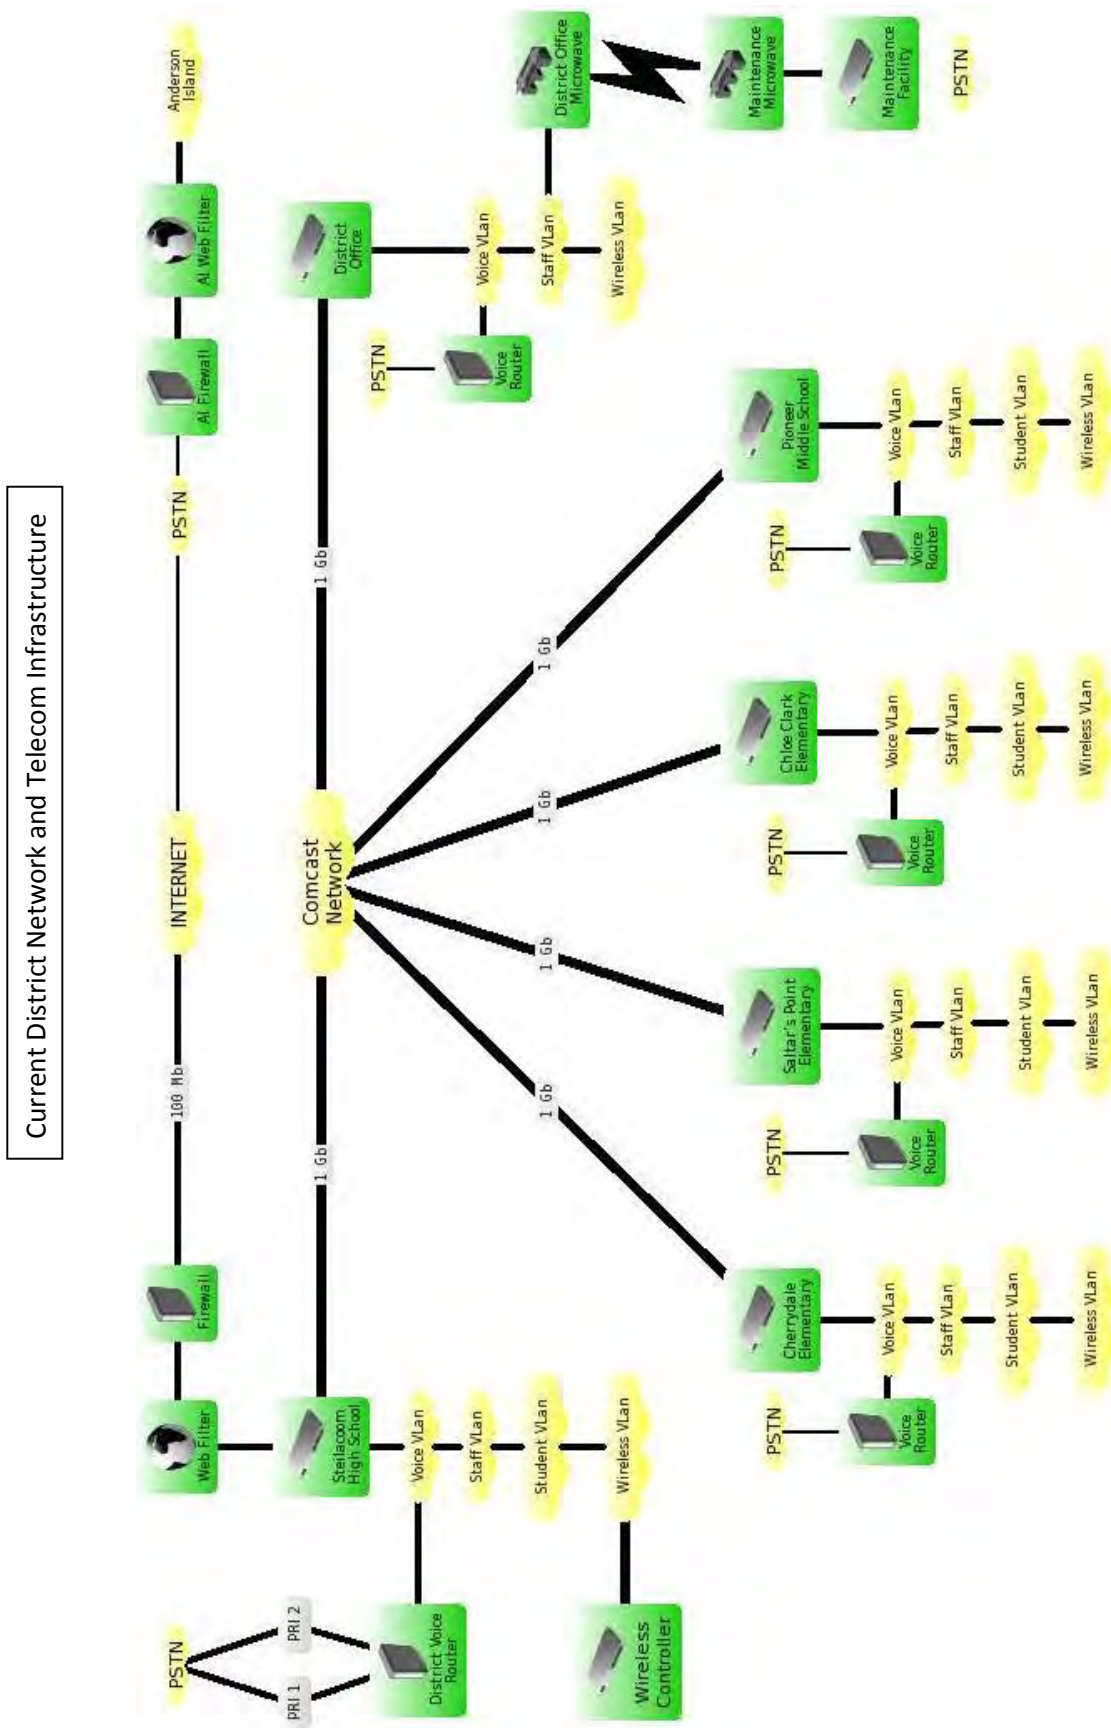 Current District Network and Telecom Infrastructure
PSTN
PRI 1
PRI 2
District Voice
Router
Wireless
Controller
Web Filter
Firewall
100 Mb
INTERNET
PSTN
AI Firewall
AI Web Filter
Anderson
Island
Steilacoom
High School
Voice VLan
Staff VLan
Student VLan
Wireless VLan
1 Gb
Comcast
Network
1 Gb
District
Office
PSTN
Voice
Router
Voice VLan
Staff VLan
Wireless VLan
District Office
Microwave
Maintenance
Microwave
Maintenance
Facility
PSTN
1 Gb
1 Gb
1 Gb
1 Gb
Cherrydale
Elementary
PSTN
Voice
Router
Voice VLan
Staff VLan
Student VLan
Wireless VLan
Saltar's Point
Elementary
PSTN
Voice
Router
Voice VLan
Staff VLan
Student VLan
Wireless VLan
Chloe Clark
Elementary
PSTN
Voice
Router
Voice VLan
Staff VLan
Student VLan
Wireless VLan
Pioneer
Middle School
PSTN
Voice
Router
Voice VLan
Staff VLan
Student VLan
Wireless VLan